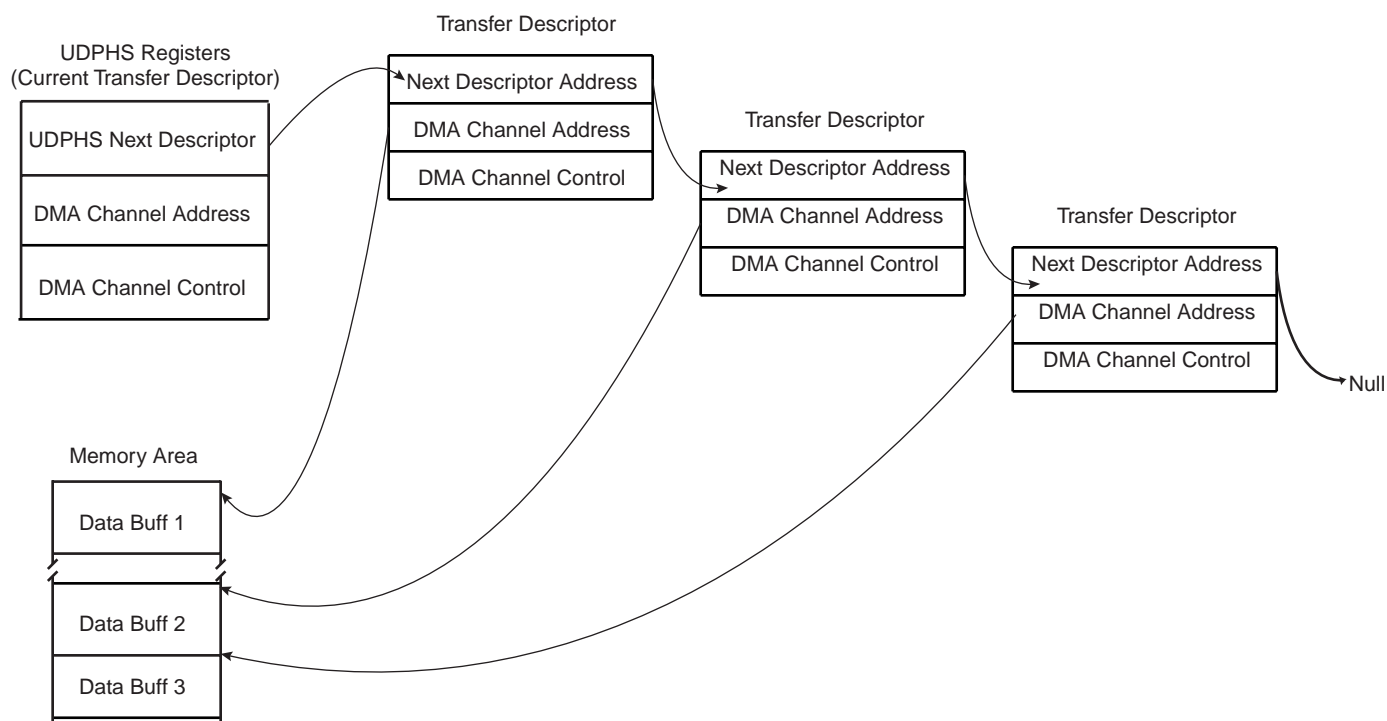 UDPHS Registers
(Current Transfer Descriptor)
UDPHS Next Descriptor
DMA Channel Address
DMA Channel Control
Transfer Descriptor
Next Descriptor Address
DMA Channel Address
DMA Channel Control
Transfer Descriptor
Next Descriptor Address
DMA Channel Address
DMA Channel Control
Transfer Descriptor
Next Descriptor Address
DMA Channel Address
DMA Channel Control
Null
Memory Area
Data Buff 1
Data Buff 2
Data Buff 3